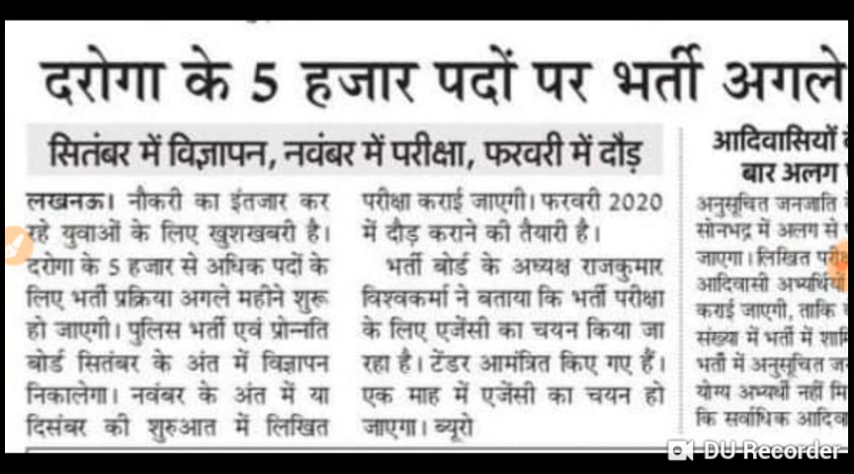 दरोगा के 5 हजार पदों पर भर्ती अगले
सितंबर में विज्ञापन, नवंबर में परीक्षा, फरवरी में दौड़
लखनऊ। नौकरी का इंतजार कर
रहे युवाओं के लिए खुशखबरी है।
दरोगा के 5 हजार से अधिक पदों के
लिए भर्ती प्रक्रिया अगले महीने शुरू
हो जाएगी। पुलिस भर्ती एवं प्रोन्नति
बोर्ड सितंबर के अंत में विज्ञापन
निकालेगा। नवंबर के अंत में या
दिसंबर की शुरुआत में लिखित
परीक्षा कराई जाएगी। फरवरी 2020
में दौड़ कराने की तैयारी है।
भर्ती बोर्ड के अध्यक्ष राजकुमार
विश्वकर्मा ने बताया कि भर्ती परीक्षा
के लिए एजेंसी का चयन किया जा
रहा है। टेंडर आमंत्रित किए गए हैं।
एक माह में एजेंसी का चयन हो
जाएगा। ब्यूरो
आदिवासियों
बार अलग
अनुसूचित जनजाति
सोनभद्र में अलग से
जाएगा। लिखित
आदिवासी अभ्यर्थियों
कराई जाएगी, ताकि
संख्या में भर्ती में
भर्ती में अनुसूचित
योग्य अभ्यर्थी नहीं
कि सर्वाधिक
DU Recorder